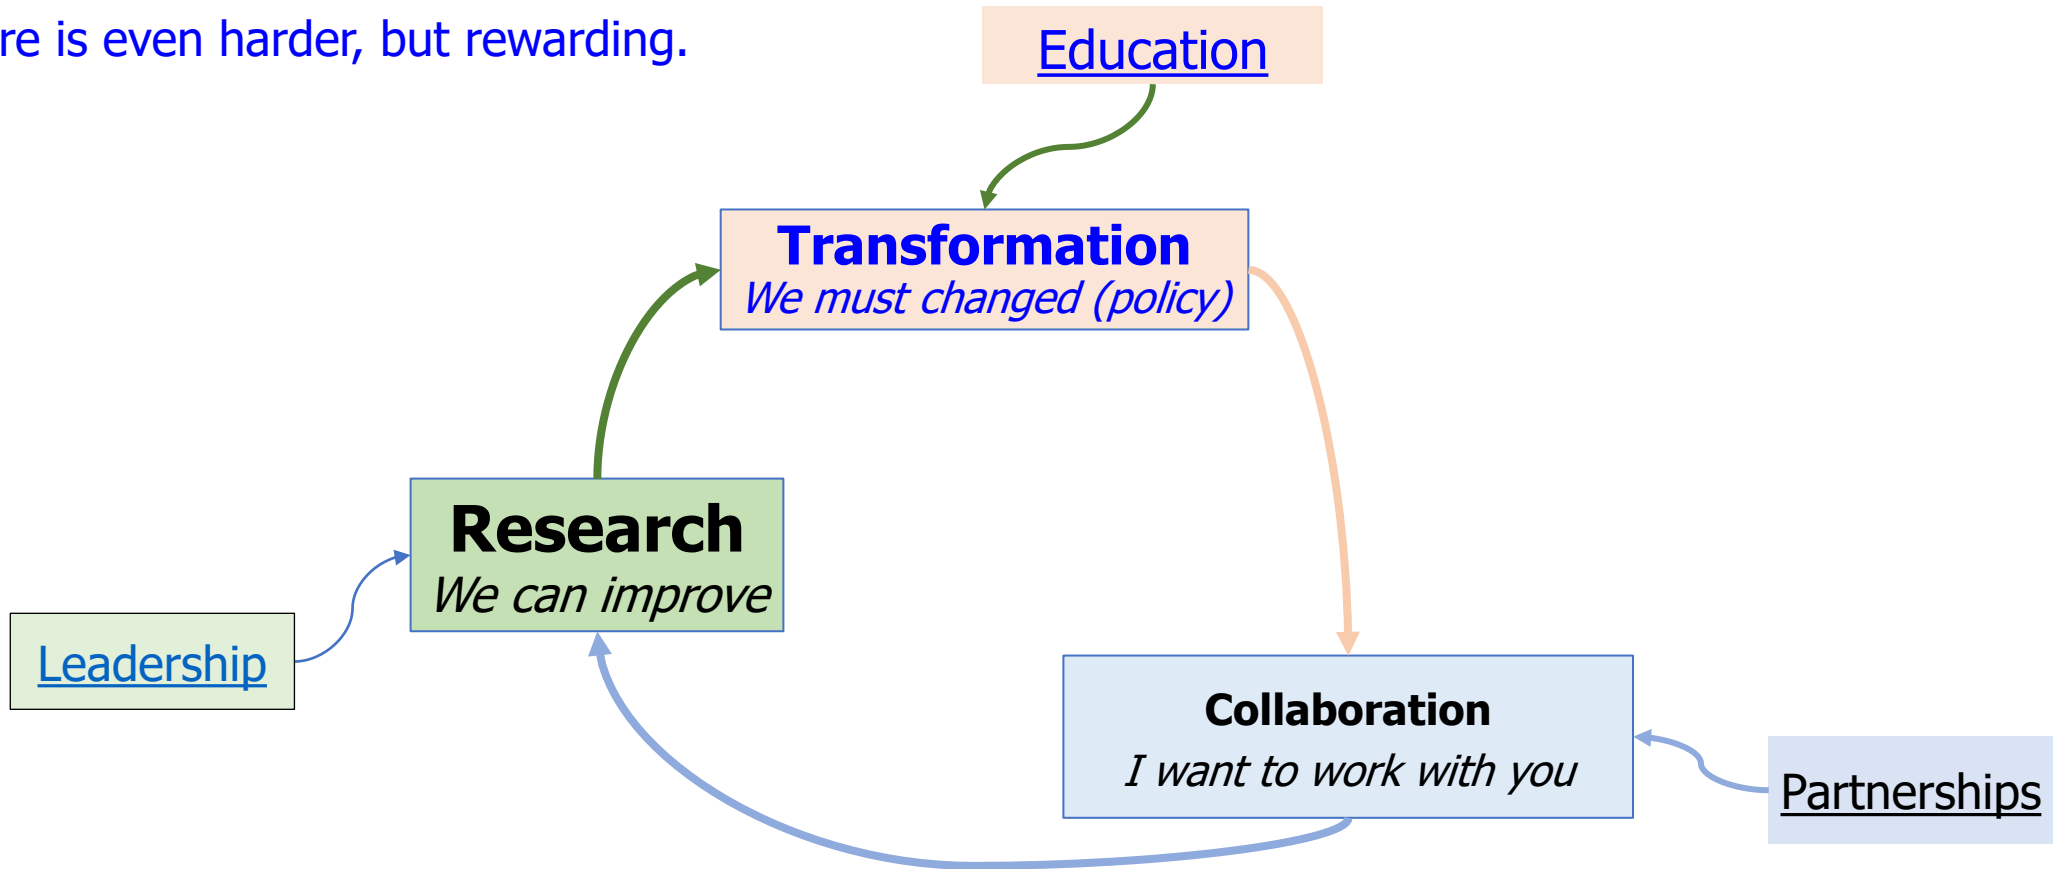 re is even harder, but rewarding.
Education
Transformation
We must changed (policy)
Research
We can improve
Leadership
Collaboration
I want to work with you
Partnerships